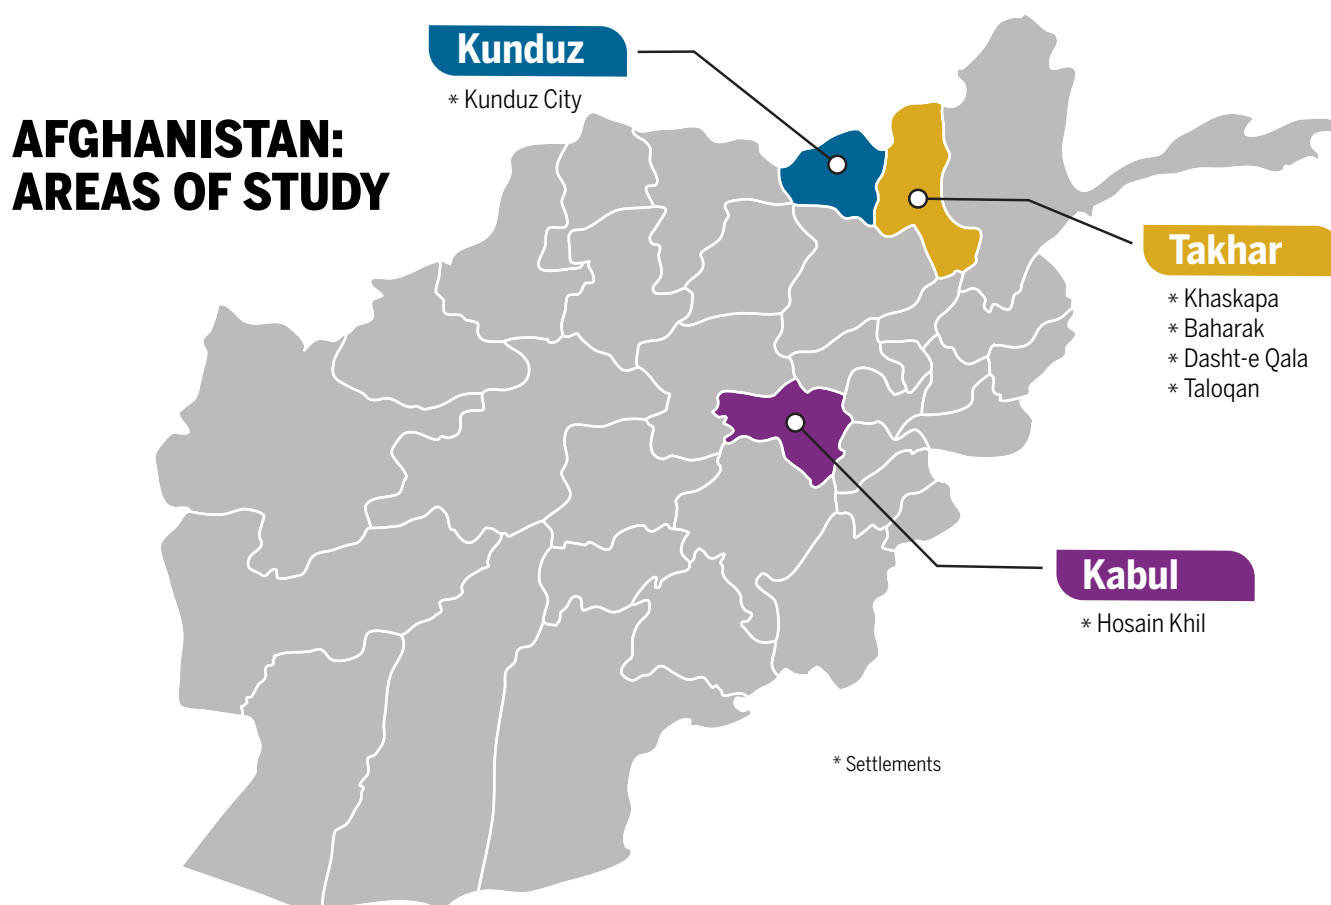 AFGHANISTAN:
AREAS OF STUDY
Kunduz
* Kunduz City
Takhar
* Khaskapa
* Baharak
* Dasht-e Qala
* Taloqan
Kabul
* Hosain Khil
* Settlements